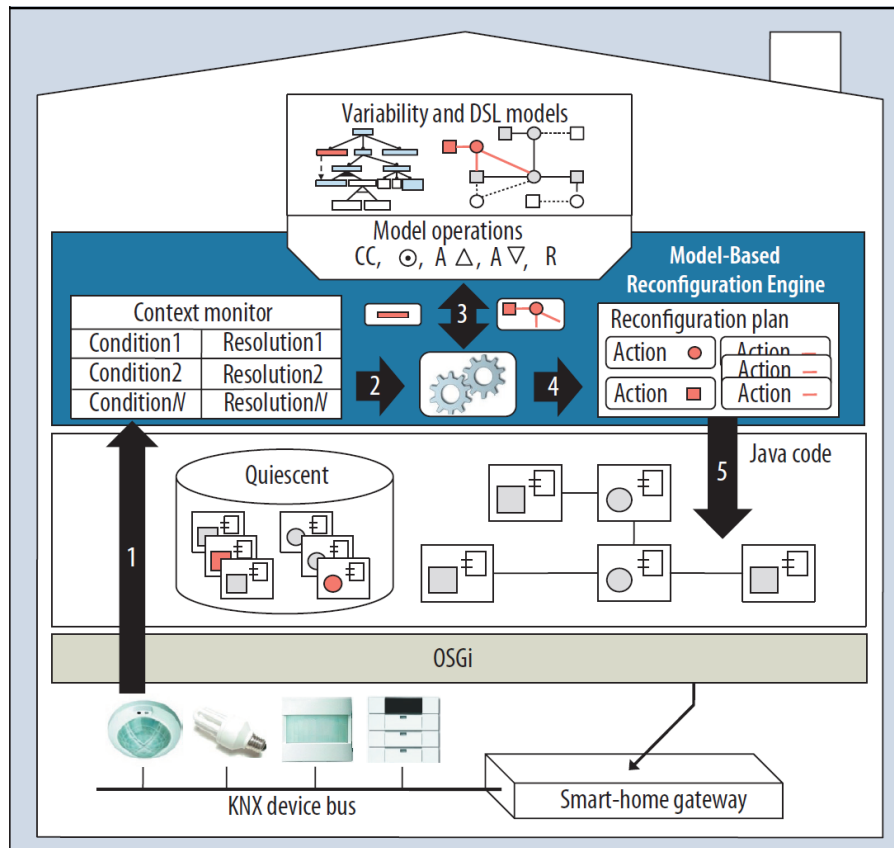 Variability and DSL models
Model operations
CC, ⊙, A △, A ▽, R
Model-Based
Reconfiguration Engine
Context monitor
Condition1 Resolution1
Condition2 Resolution2
ConditionN ResolutionN
2
3
4
Reconfiguration plan
Action Action
Action
Action Action
1
Quiescent
5
Java code
OSGi
KNX device bus
Smart-home gateway